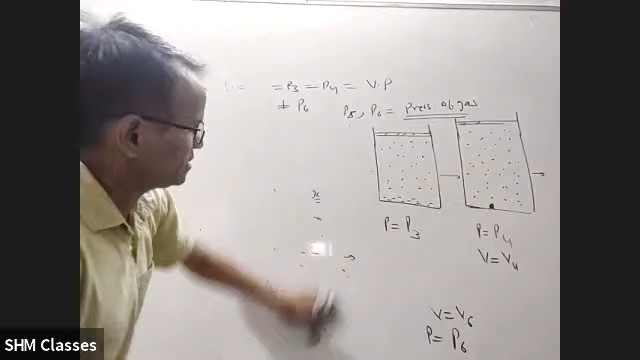 = P₃ = P₄ = V.P
≠ P₆
P₅, P₆ = Press of gas
P = P₃
P = P₄
V = V₄
V = V₆
P = P₆
x
SHM Classes